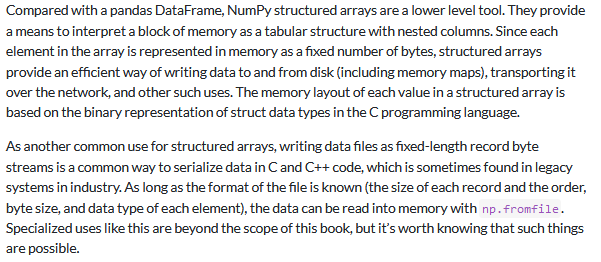 Compared with a pandas DataFrame, NumPy structured arrays are a lower level tool. They provide
a means to interpret a block of memory as a tabular structure with nested columns. Since each
element in the array is represented in memory as a fixed number of bytes, structured arrays
provide an efficient way of writing data to and from disk (including memory maps), transporting it
over the network, and other such uses. The memory layout of each value in a structured array is
based on the binary representation of struct data types in the C programming language.
As another common use for structured arrays, writing data files as fixed-length record byte
streams is a common way to serialize data in C and C++ code, which is sometimes found in legacy
systems in industry. As long as the format of the file is known (the size of each record and the order,
byte size, and data type of each element), the data can be read into memory with np.fromfile.
Specialized uses like this are beyond the scope of this book, but it’s worth knowing that such things
are possible.